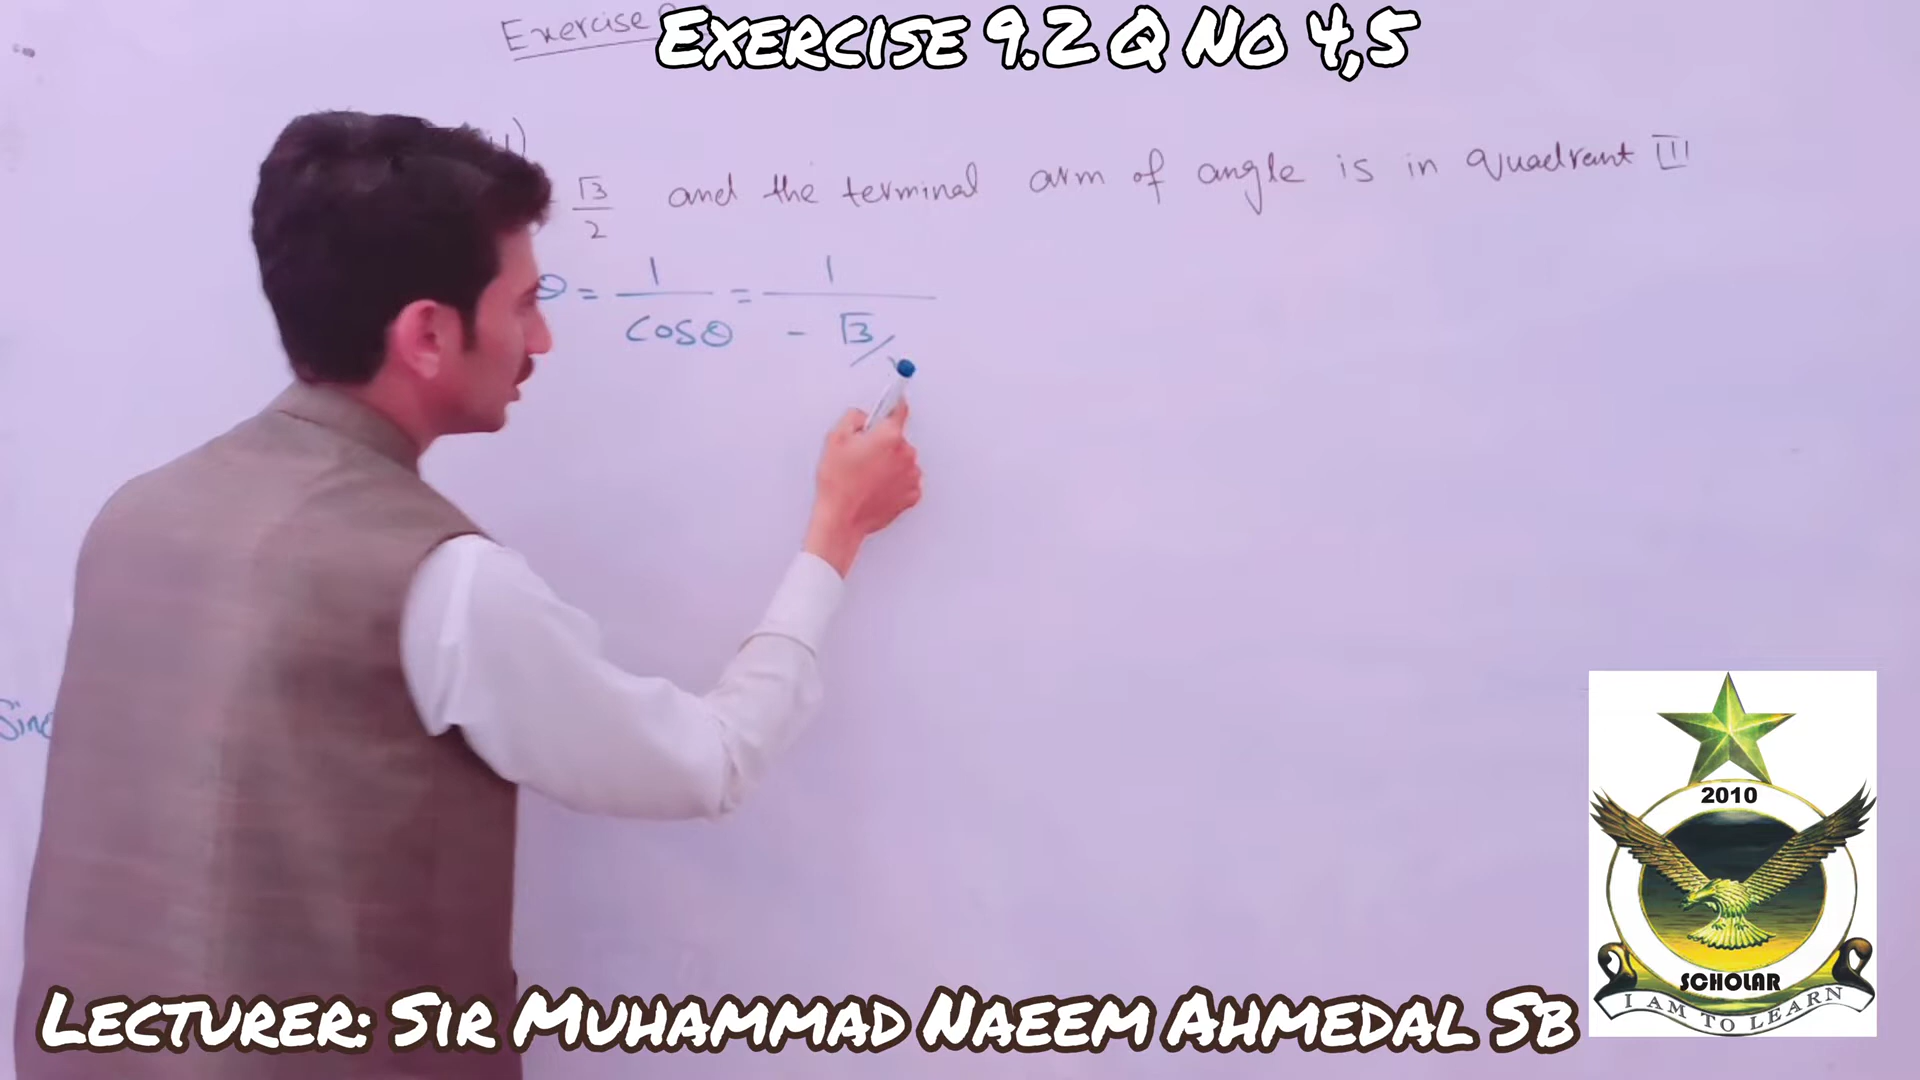 Exercise
EXERCISE 9.2 Q NO 4,5
√3/2 and the terminal arm of angle is in quadrant III
θ = 1/cosθ = 1/-√3/
Sin
2010
SCHOLAR
I AM TO LEARN
LECTURER: SIR MUHAMMAD NAEEM AHMEDAL SB